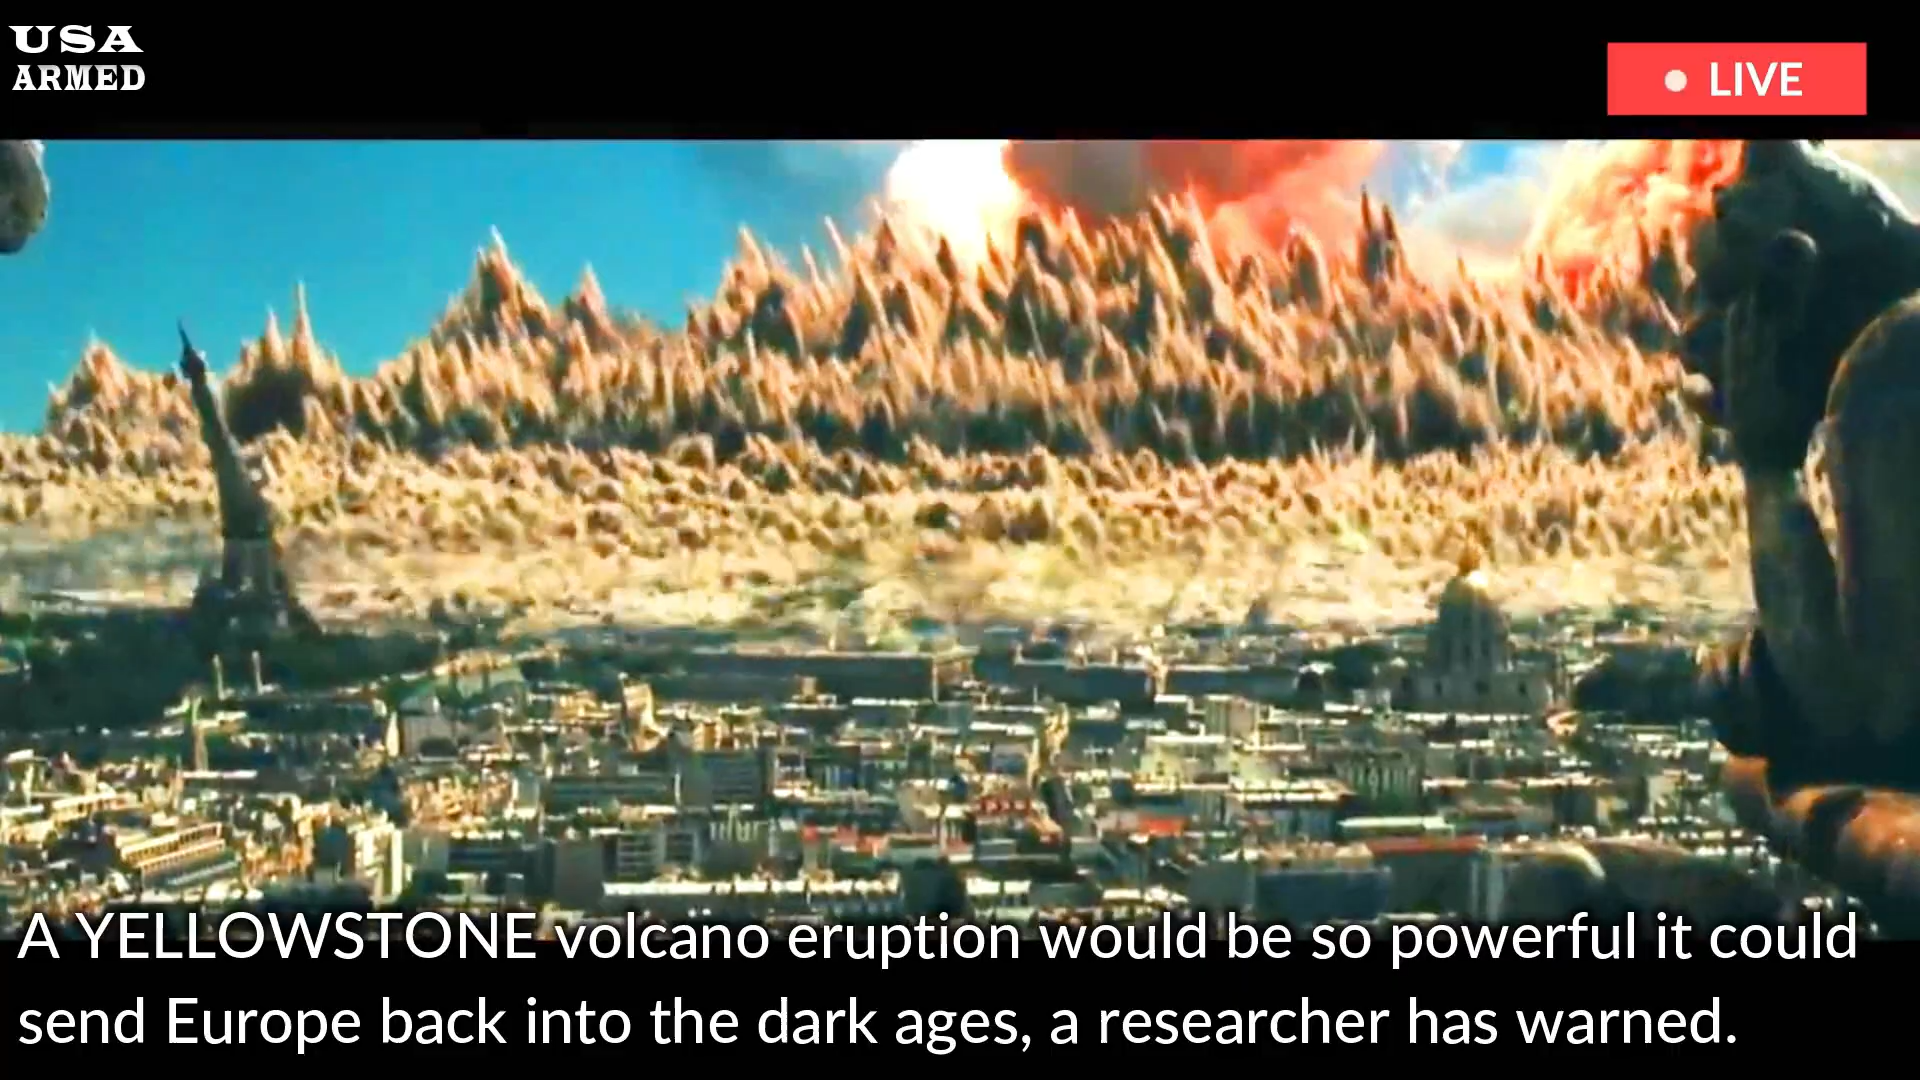 USA
ARMED
LIVE
A YELLOWSTONE volcano eruption would be so powerful it could
send Europe back into the dark ages, a researcher has warned.